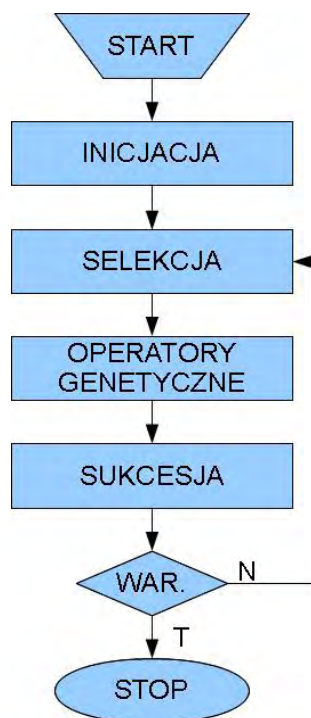 START
INICJACJA
SELEKCJA
OPERATORY
GENETYCZNE
SUKCESJA
WAR.
N
T
STOP